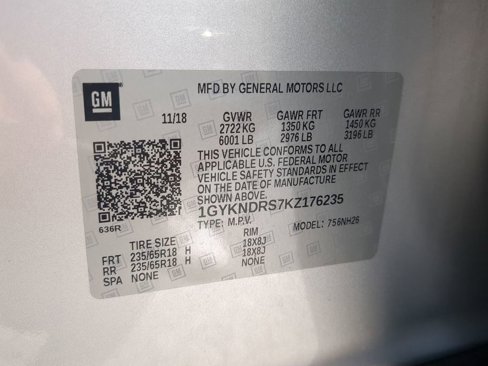 GM
MFD BY GENERAL MOTORS LLC
11/18 GVWR GAWR FRT GAWR RR
2722 KG 1350 KG 1450 KG
6001 LB 2976 LB 3196 LB
THIS VEHICLE CONFORMS TO ALL
APPLICABLE U.S. FEDERAL MOTOR
VEHICLE SAFETY STANDARDS IN EFFECT
ON THE DATE OF MANUFACTURE SHOWN ABOVE.
1GYKNDRS7KZ176235
TYPE: M.P.V. MODEL: 756NH26
636R
TIRE SIZE RIM
FRT 235/65R18 H 18X8J
RR 235/65R18 H 18X8J
SPA NONE NONE